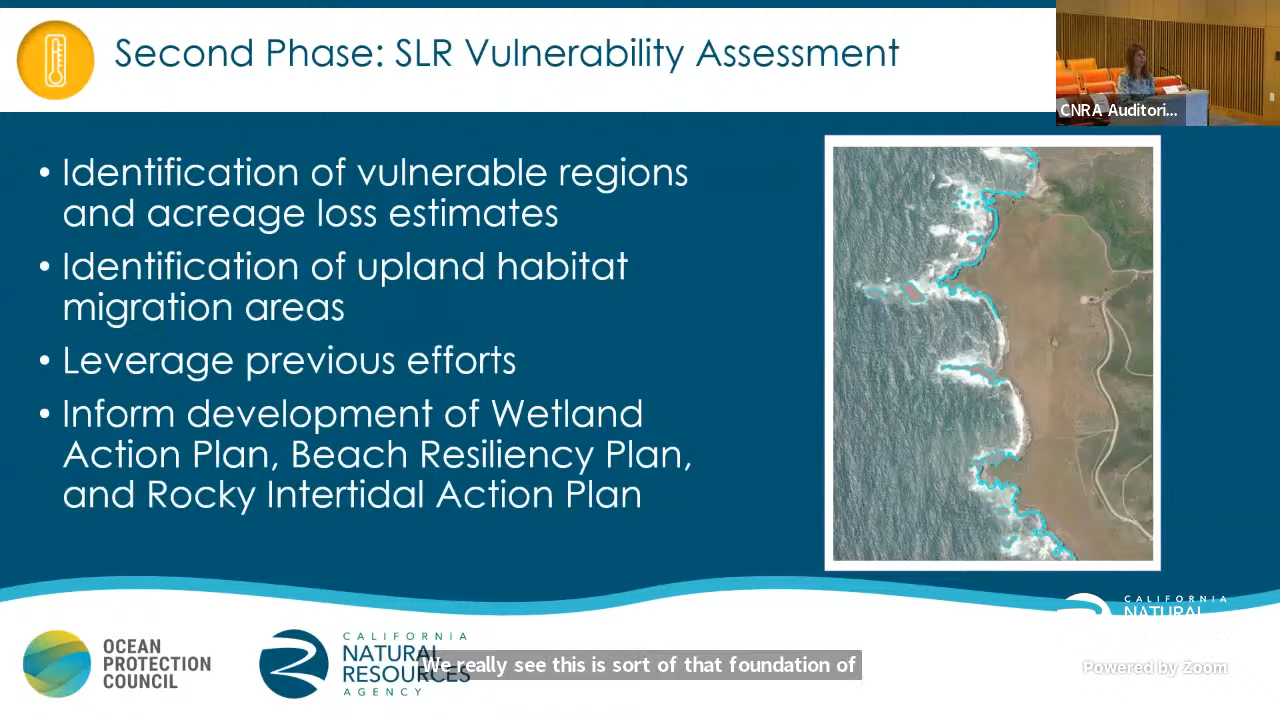 Second Phase: SLR Vulnerability Assessment
CNRA Auditori...
• Identification of vulnerable regions
and acreage loss estimates
• Identification of upland habitat
migration areas
• Leverage previous efforts
• Inform development of Wetland
Action Plan, Beach Resiliency Plan,
and Rocky Intertidal Action Plan
CALIFORNIA
NATURAL
OCEAN
PROTECTION
COUNCIL
CALIFORNIA
NATURAL
RESOURCES
AGENCY
We really see this is sort of that foundation of
Powered by Zoom